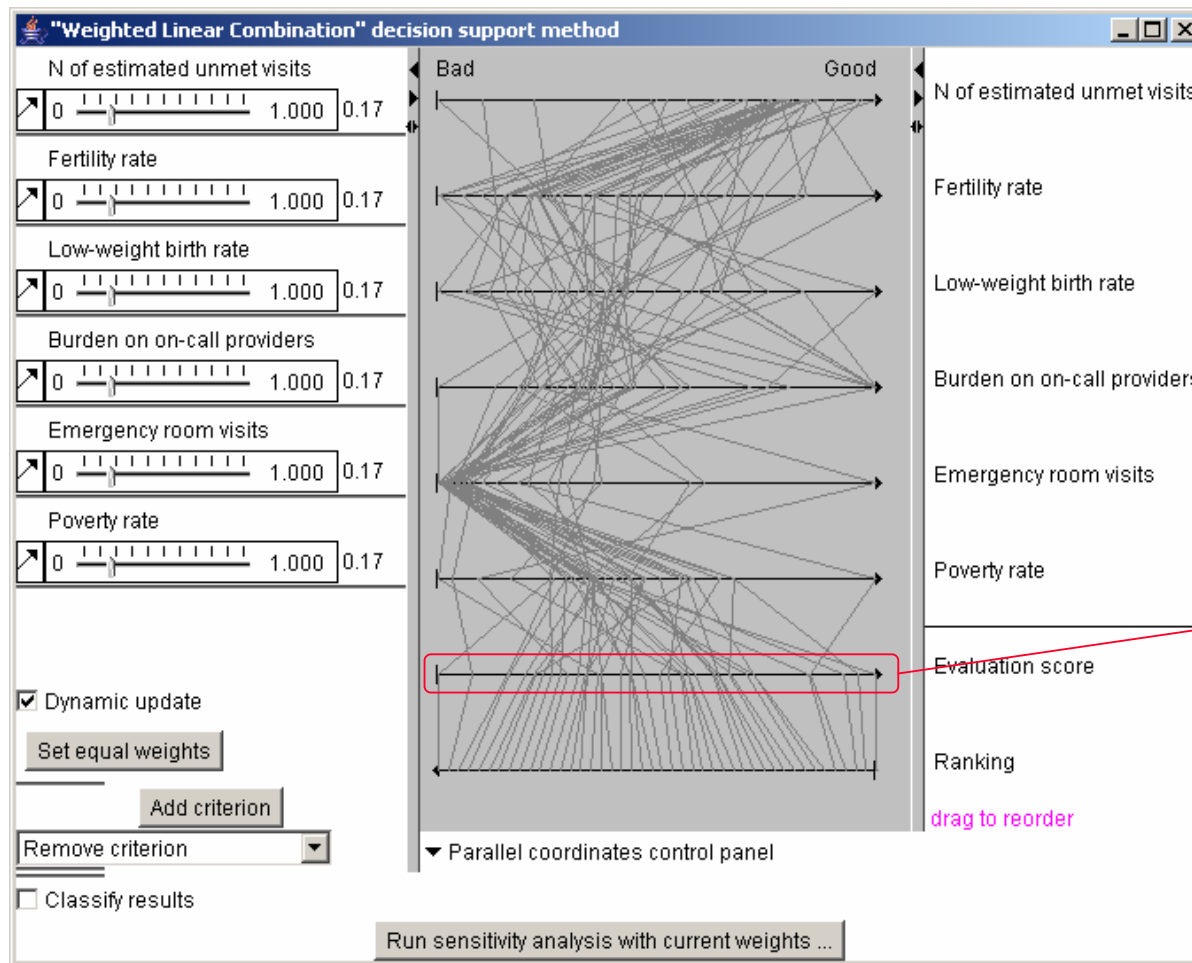 "Weighted Linear Combination" decision support method
N of estimated unmet visits
0 1.000 0.17
Fertility rate
0 1.000 0.17
Low-weight birth rate
0 1.000 0.17
Burden on on-call providers
0 1.000 0.17
Emergency room visits
0 1.000 0.17
Poverty rate
0 1.000 0.17
Dynamic update
Set equal weights
Add criterion
Remove criterion
Classify results
Bad Good
Parallel coordinates control panel
N of estimated unmet visits
Fertility rate
Low-weight birth rate
Burden on on-call providers
Emergency room visits
Poverty rate
Evaluation score
Ranking
drag to reorder
Run sensitivity analysis with current weights ...